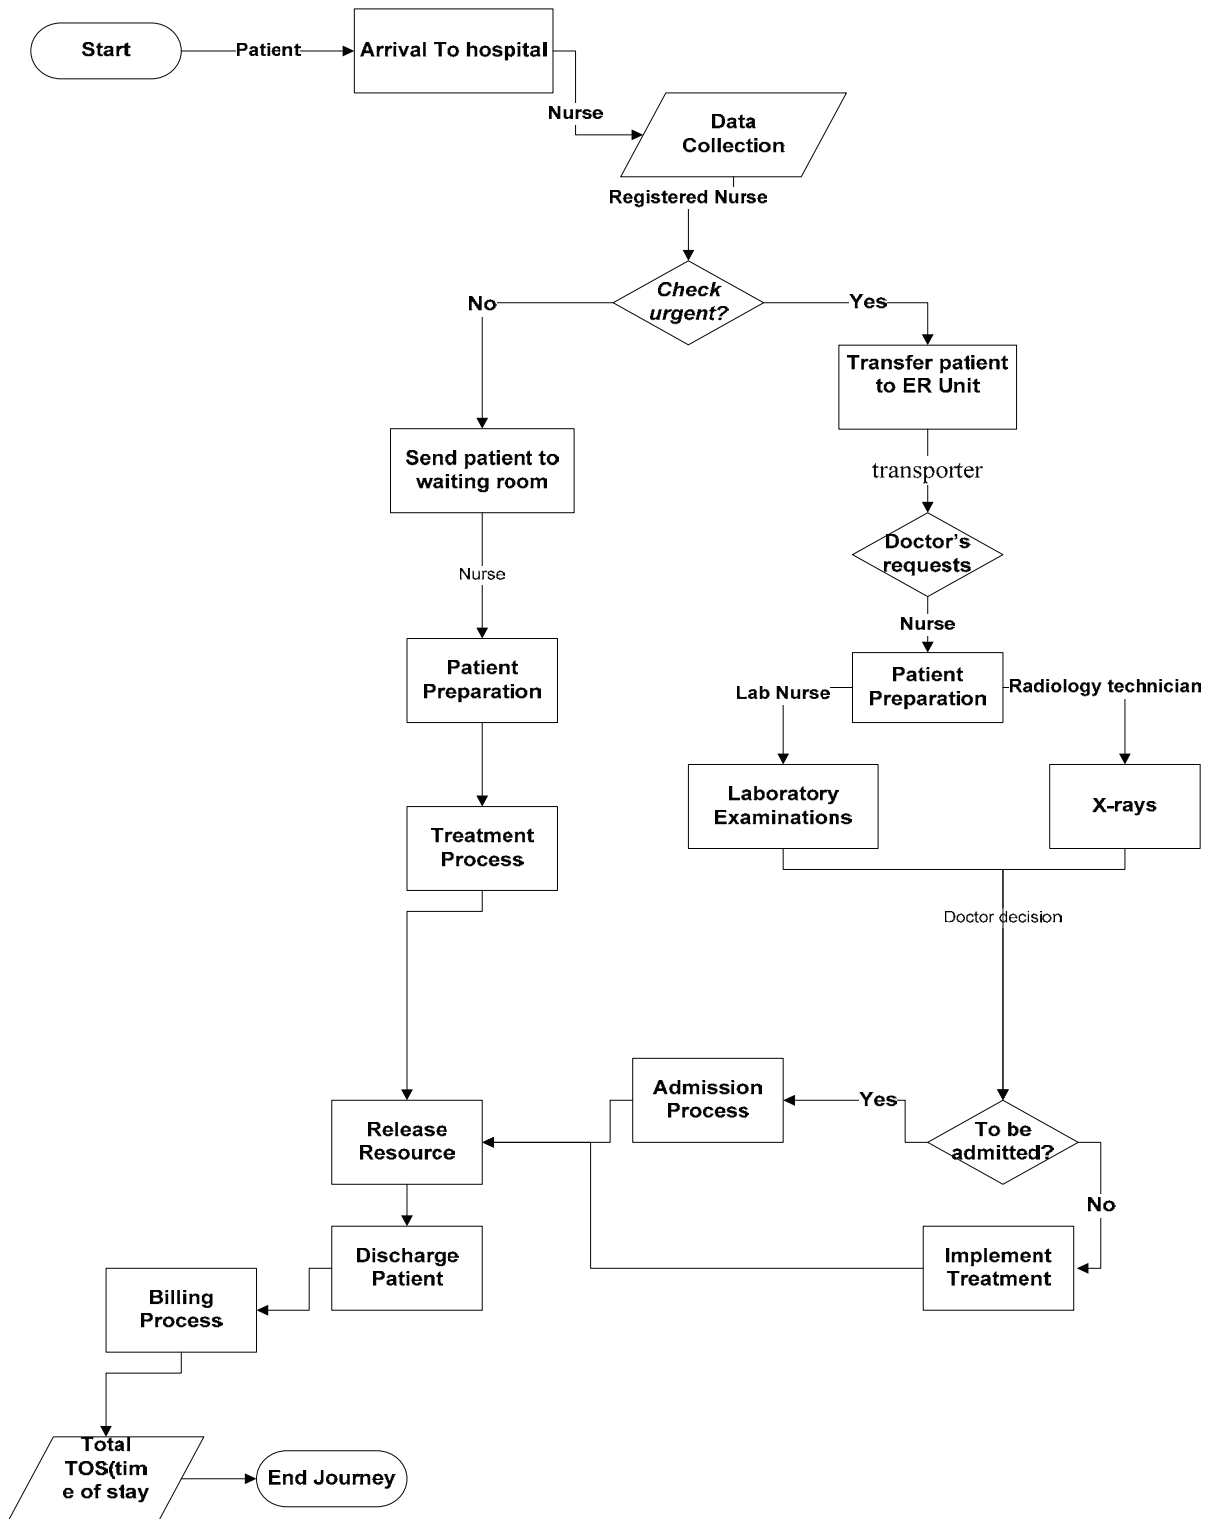 Start
Patient
Arrival To hospital
Nurse
Data
Collection
Registered Nurse
Check
urgent?
No
Yes
Transfer patient
to ER Unit
Send patient to
waiting room
transporter
Doctor's
requests
Nurse
Nurse
Patient
Preparation
Patient
Preparation
Lab Nurse
Radiology technician
Laboratory
Examinations
X-rays
Treatment
Process
Doctor decision
Admission
Process
Yes
To be
admitted?
Release
Resource
No
Implement
Treatment
Discharge
Patient
Billing
Process
Total
TOS(tim
e of stay
End Journey